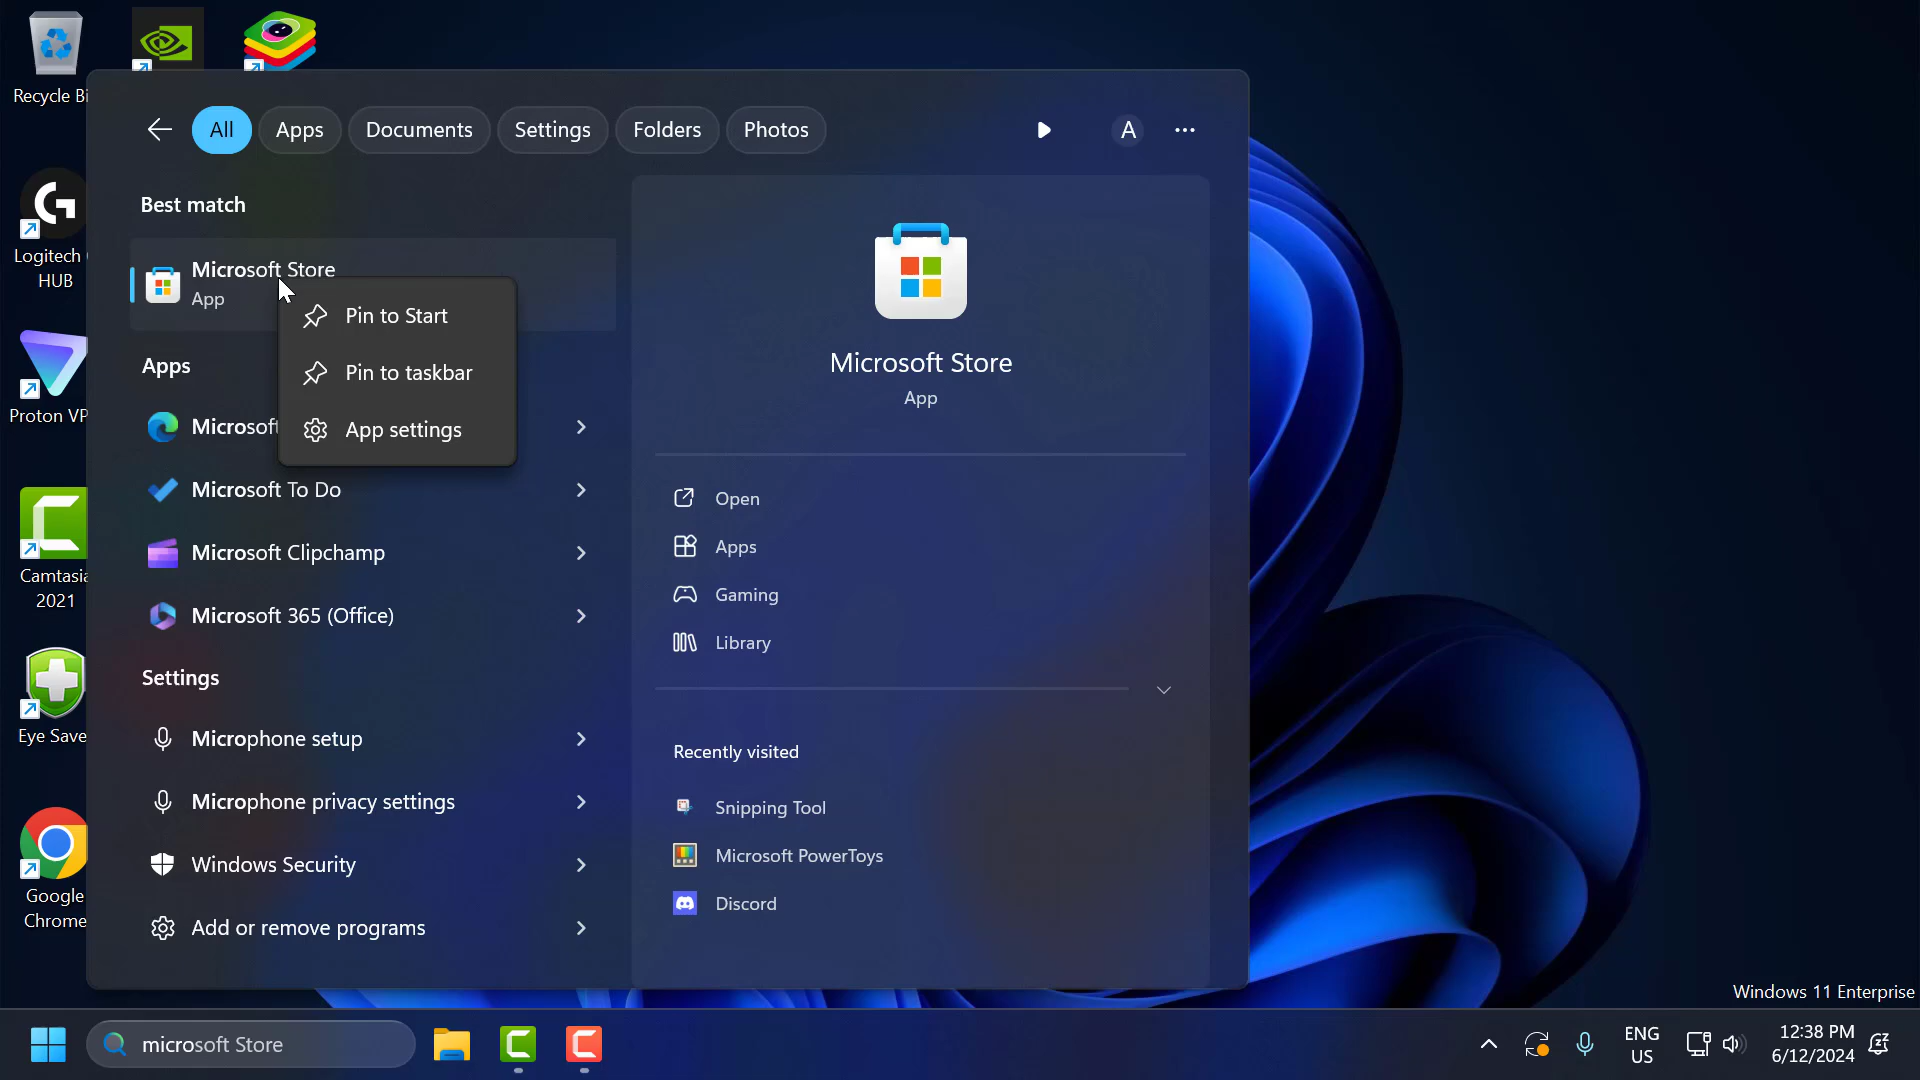 Recycle Bi
Logitech
HUB
Proton VP
Camtasia
2021
Eye Save
Google
Chrome
All
Apps
Documents
Settings
Folders
Photos
A
Best match
Microsoft Store
App
Pin to Start
Pin to taskbar
App settings
Apps
Microsoft
Microsoft To Do
Microsoft Clipchamp
Microsoft 365 (Office)
Settings
Microphone setup
Microphone privacy settings
Windows Security
Add or remove programs
Microsoft Store
App
Open
Apps
Gaming
Library
Recently visited
Snipping Tool
Microsoft PowerToys
Discord
Windows 11 Enterprise
microsoft Store
ENG
US
12:38 PM
6/12/2024